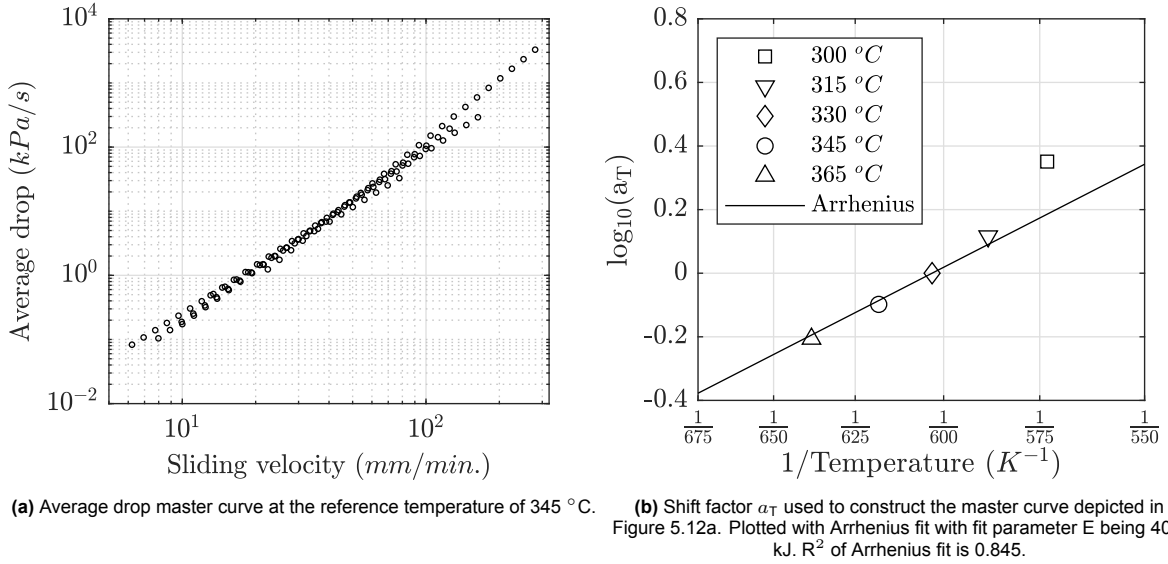 10^4
10^2
10^0
10^-2
Average drop (kPa/s)
10^1
10^2
Sliding velocity (mm/min.)
(a) Average drop master curve at the reference temperature of 345 °C.
0.8
0.6
0.4
0.2
0
-0.2
-0.4
log10(aT)
300 °C
315 °C
330 °C
345 °C
365 °C
Arrhenius
1/675 1/650 1/625 1/600 1/575 1/550
1/Temperature (K^-1)
(b) Shift factor aT used to construct the master curve depicted in
Figure 5.12a. Plotted with Arrhenius fit with fit parameter E being 40
kJ. R² of Arrhenius fit is 0.845.